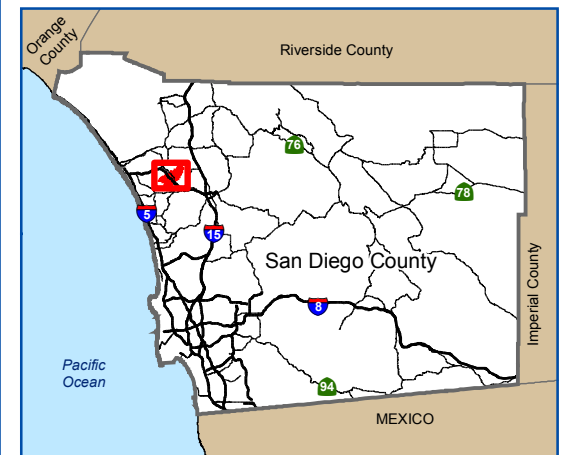 Orange
County
Riverside County
76
78
5
15
San Diego County
Imperial County
8
Pacific
Ocean
94
MEXICO